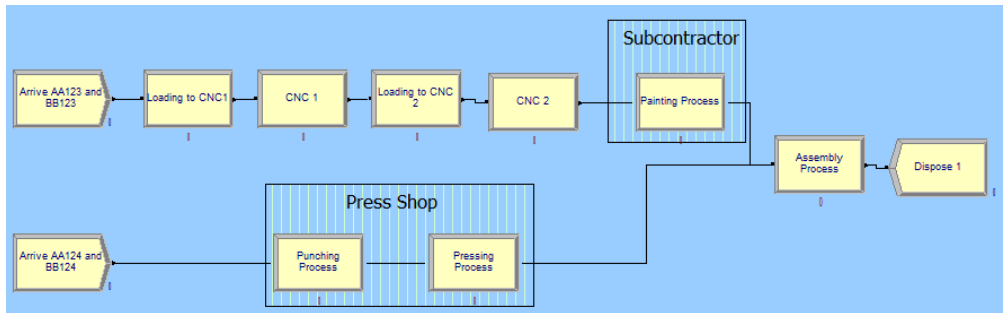 Subcontractor
Arrive AA123 and
BB123
Loading to CNC1
CNC 1
Loading to CNC
2
CNC 2
Painting Process
Assembly
Process
Dispose 1
Press Shop
Arrive AA124 and
BB124
Punching
Process
Pressing
Process